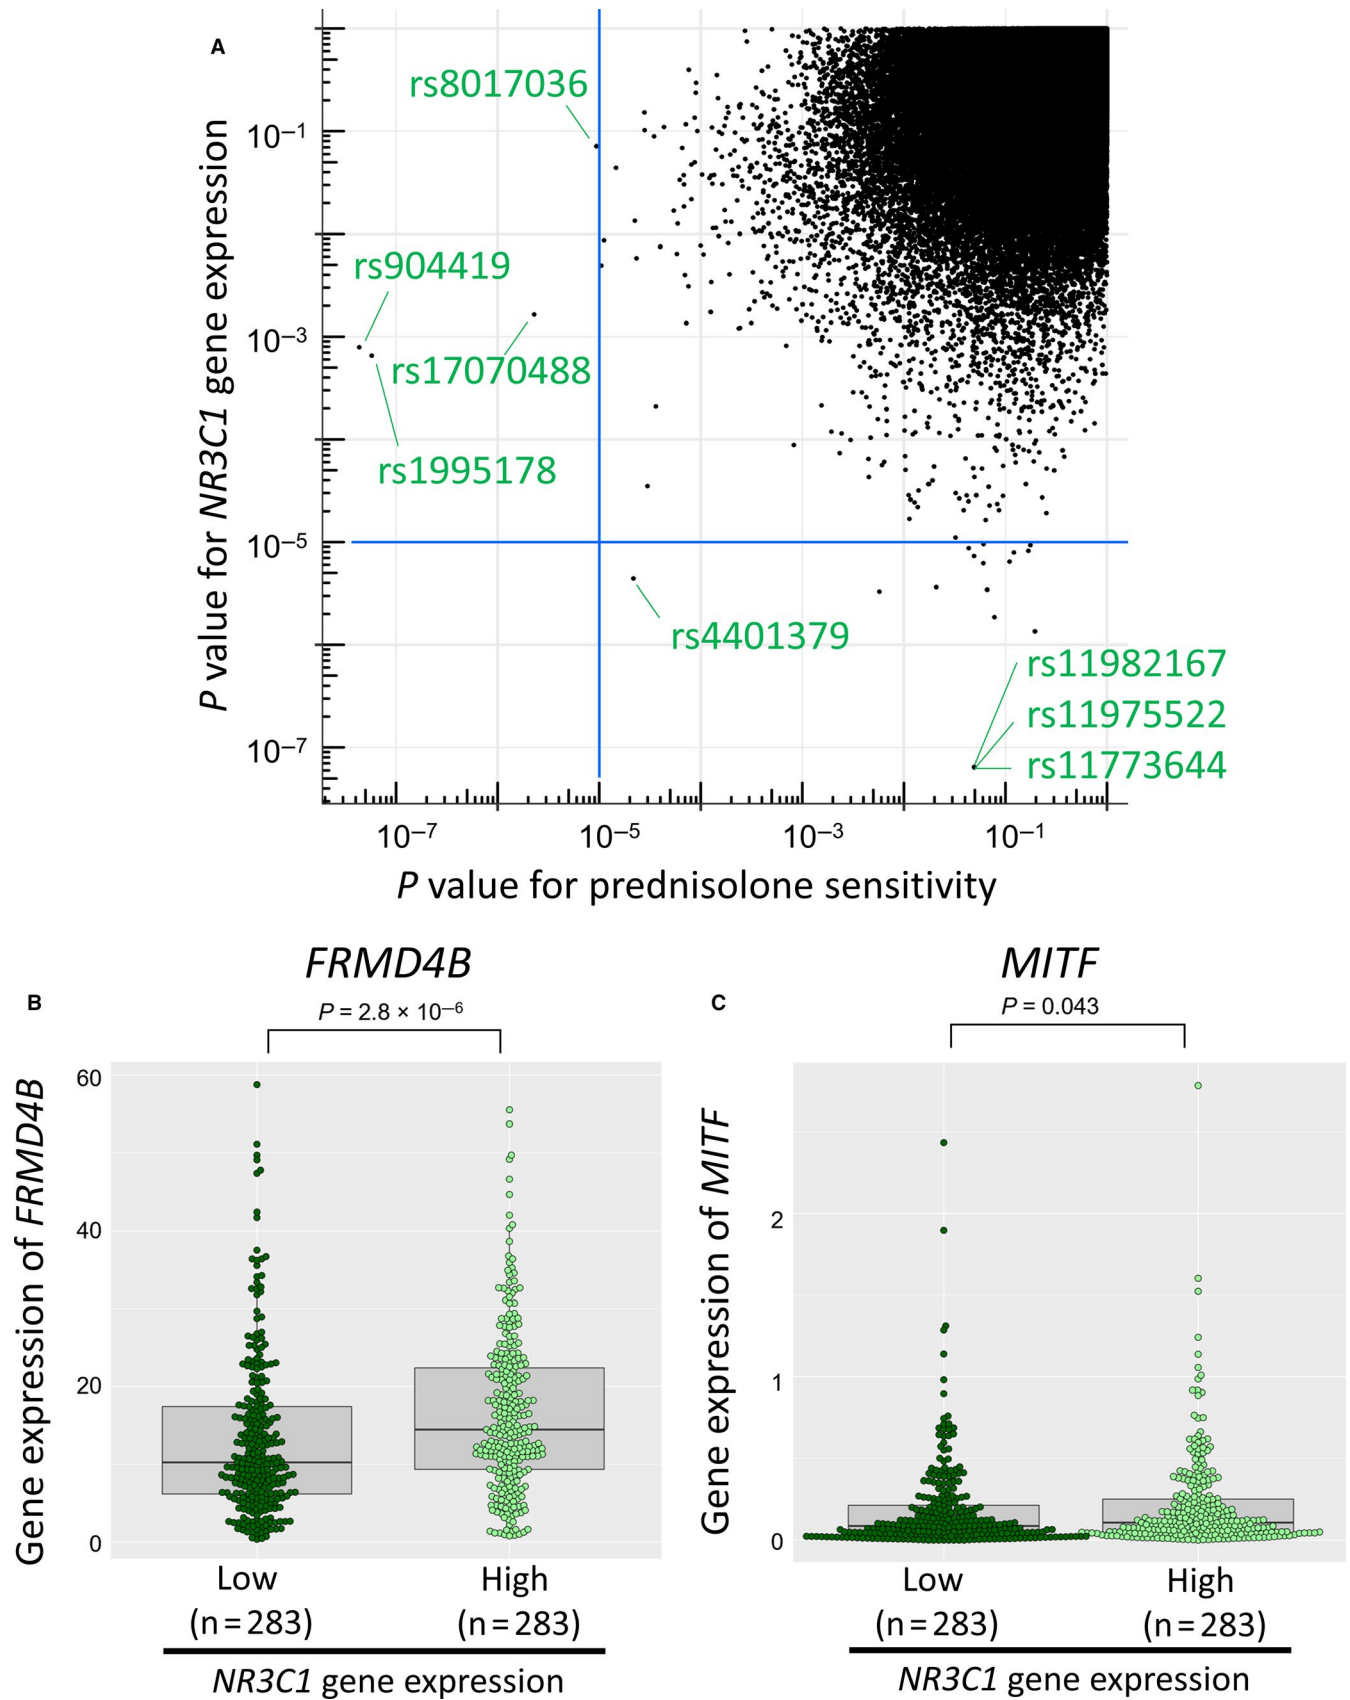 A
P value for NR3C1 gene expression
10–1
10–3
10–5
10–7
rs8017036
rs904419
rs17070488
rs1995178
rs4401379
rs11982167
rs11975522
rs11773644
10–7
10–5
10–3
10–1
P value for prednisolone sensitivity
B
FRMD4B
P = 2.8 × 10–6
Gene expression of FRMD4B
60
40
20
0
Low
High
(n = 283)
(n = 283)
NR3C1 gene expression
C
MITF
P = 0.043
Gene expression of MITF
2
1
0
Low
High
(n = 283)
(n = 283)
NR3C1 gene expression